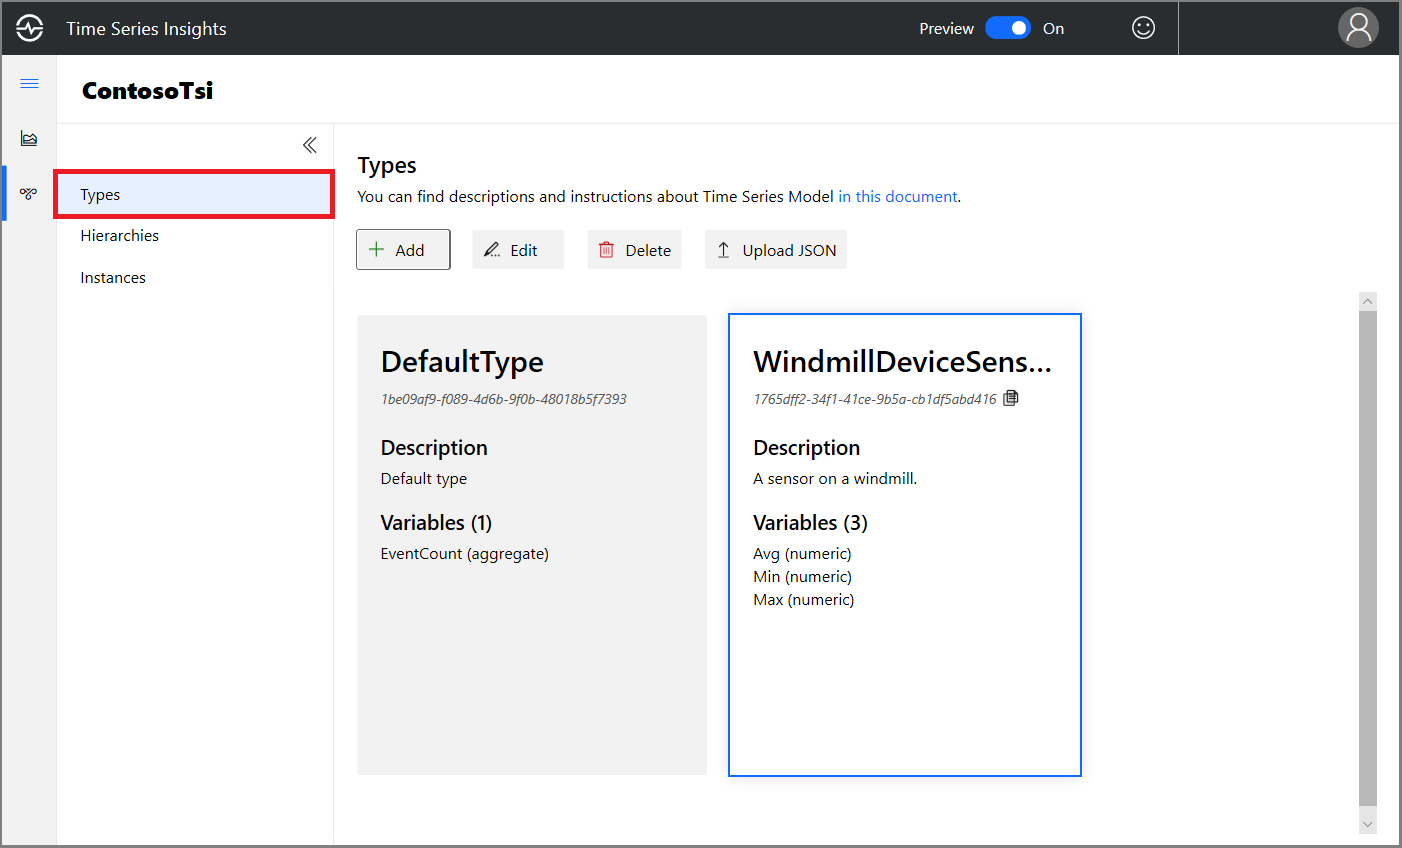 Time Series Insights
Preview On
ContosoTsi
Types
Hierarchies
Instances
Types
You can find descriptions and instructions about Time Series Model in this document.
Add Edit Delete Upload JSON
DefaultType
1be09af9-f089-4d6b-9f0b-48018b5f7393
Description
Default type
Variables (1)
EventCount (aggregate)
WindmillDeviceSens...
1765dff2-34f1-41ce-9b5a-cb1df5abd416
Description
A sensor on a windmill.
Variables (3)
Avg (numeric)
Min (numeric)
Max (numeric)